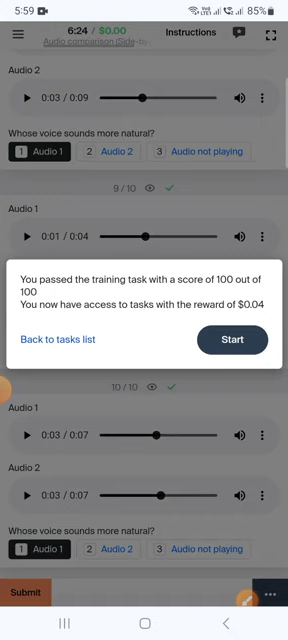 5:59 85%
6:24 / $0.00 Instructions
Audio comparison (Side-by-
Audio 2
0:03 / 0:09
Whose voice sounds more natural?
1 Audio 1 2 Audio 2 3 Audio not playing
9 / 10
Audio 1
0:01 / 0:04
You passed the training task with a score of 100 out of
100
You now have access to tasks with the reward of $0.04
Back to tasks list Start
10 / 10
Audio 1
0:03 / 0:07
Audio 2
0:03 / 0:07
Whose voice sounds more natural?
1 Audio 1 2 Audio 2 3 Audio not playing
Submit